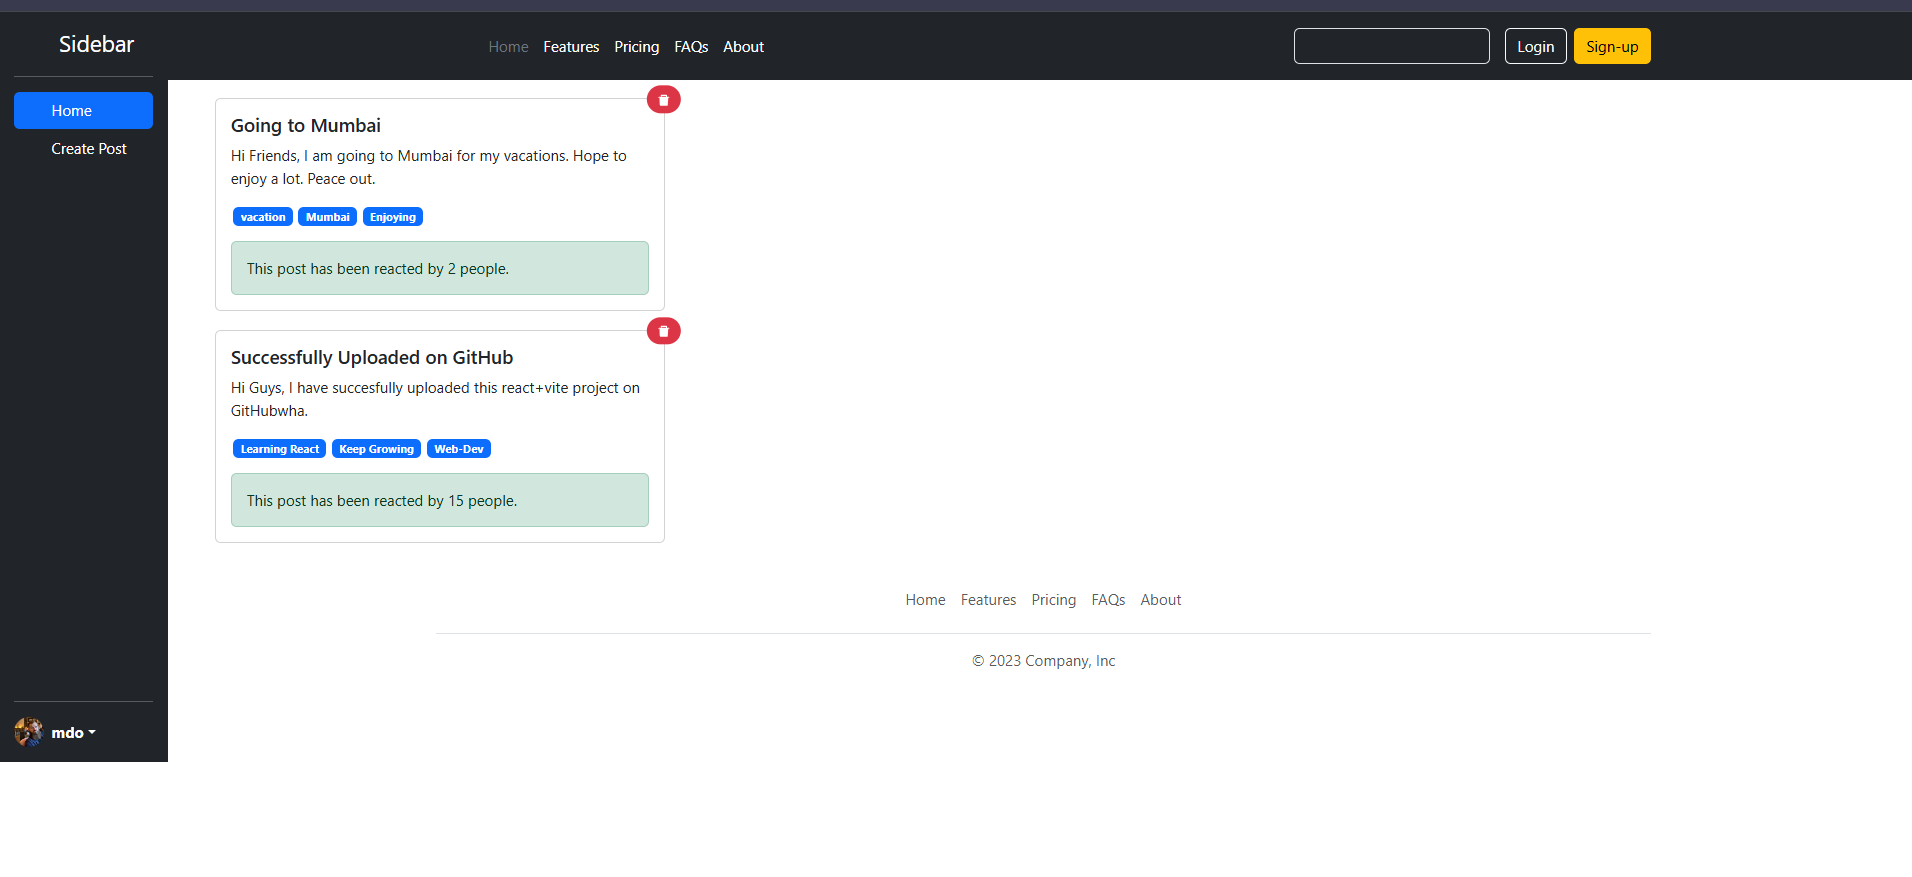 Sidebar
Home Features Pricing FAQs About
Login Sign-up
Home
Create Post
Going to Mumbai
Hi Friends, I am going to Mumbai for my vacations. Hope to
enjoy a lot. Peace out.
vacation Mumbai Enjoying
This post has been reacted by 2 people.
Successfully Uploaded on GitHub
Hi Guys, I have succesfully uploaded this react+vite project on
GitHubwha.
Learning React Keep Growing Web-Dev
This post has been reacted by 15 people.
Home Features Pricing FAQs About
© 2023 Company, Inc
mdo